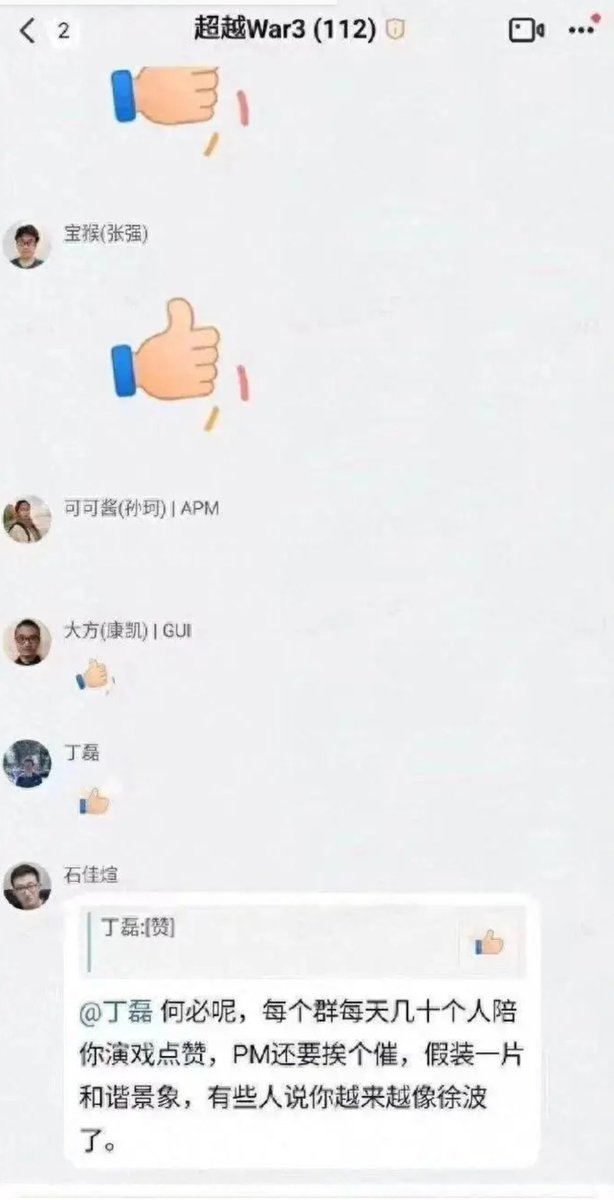 2
超越War3 (112)
宝猴(张强)
可可酱(孙珂) | APM
大方(康凯) | GUI
丁磊
石佳煊
丁磊:[赞]
@丁磊 何必呢，每个群每天几十个人陪
你演戏点赞，PM还要挨个催，假装一片
和谐景象，有些人说你越来越像徐波
了。